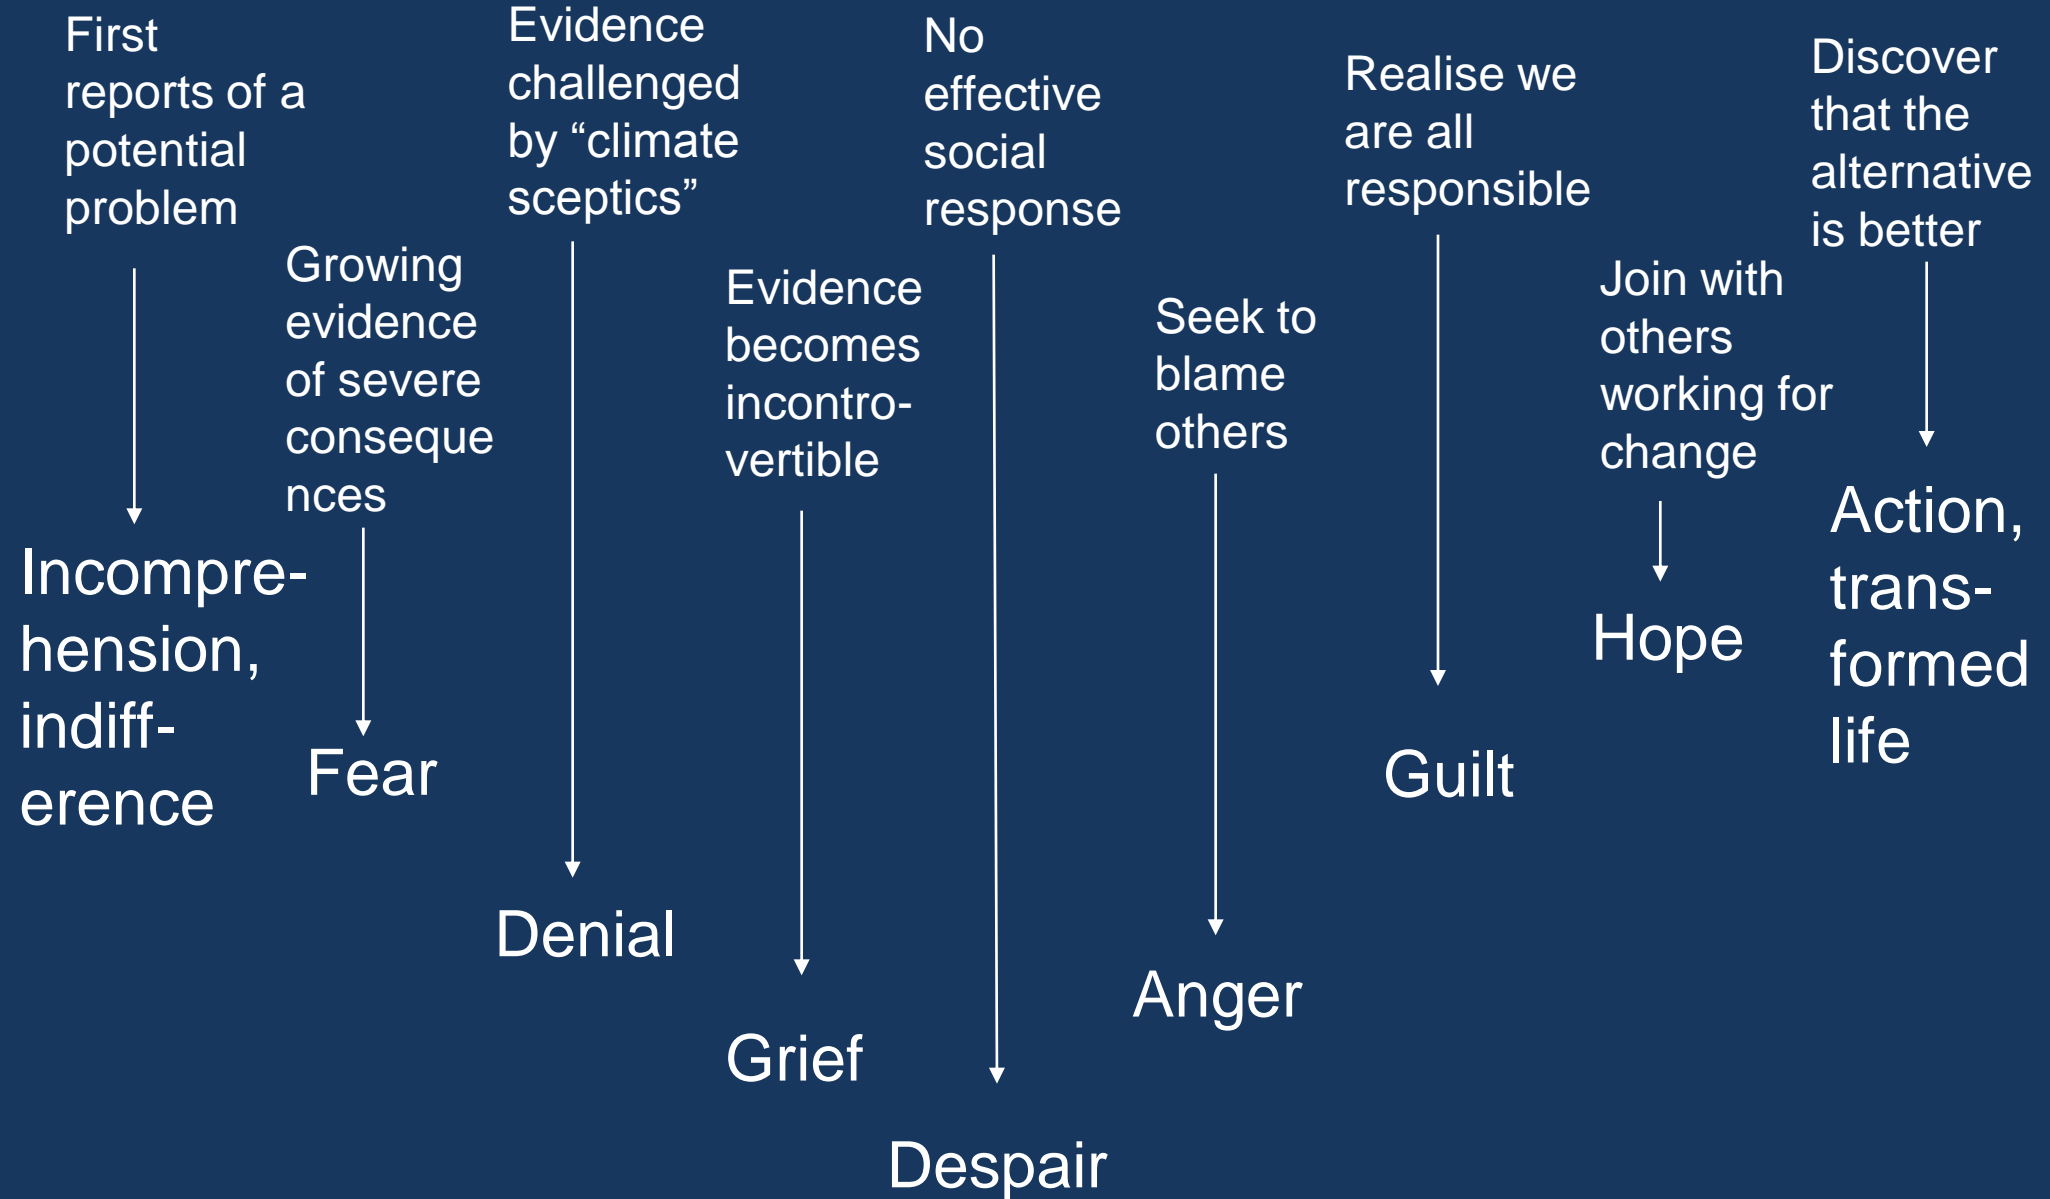 First
reports of a
potential
problem
Incompre-
hension,
indiff-
erence
Growing
evidence
of severe
conseque
nces
Fear
Evidence
challenged
by “climate
sceptics”
Denial
Evidence
becomes
incontro-
vertible
Grief
No
effective
social
response
Despair
Seek to
blame
others
Anger
Realise we
are all
responsible
Guilt
Join with
others
working for
change
Hope
Discover
that the
alternative
is better
Action,
trans-
formed
life